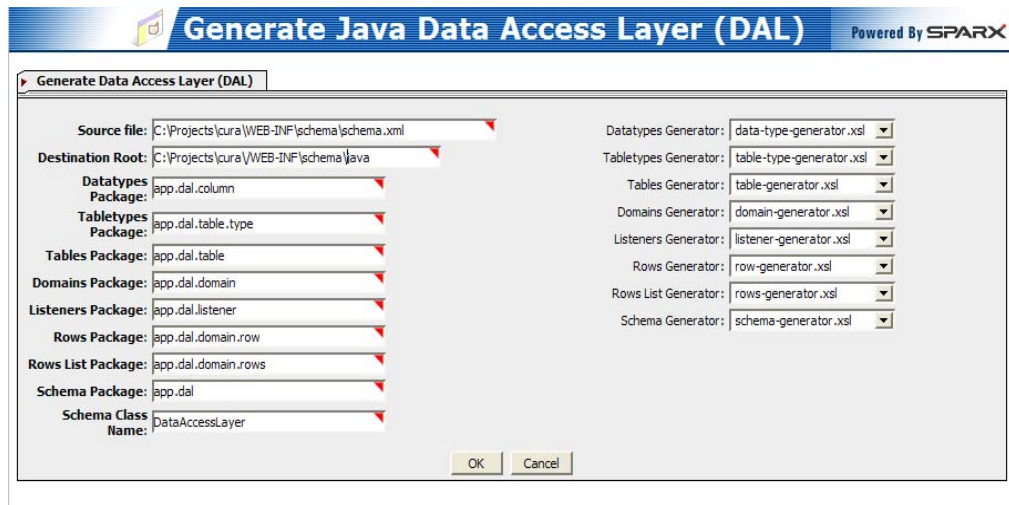 Generate Java Data Access Layer (DAL)
Powered By SPARX
Generate Data Access Layer (DAL)
Source file: C:\Projects\cura\WEB-INF\schema\schema.xml
Destination Root: C:\Projects\cura\/WEB-INF\schema\java
Datatypes
Package: app.dal.column
Tabletypes
Package: app.dal.table.type
Tables Package: app.dal.table
Domains Package: app.dal.domain
Listeners Package: app.dal.listener
Rows Package: app.dal.domain.row
Rows List Package: app.dal.domain.rows
Schema Package: app.dal
Schema Class
Name: DataAccessLayer
Datatypes Generator: data-type-generator.xsl
Tabletypes Generator: table-type-generator.xsl
Tables Generator: table-generator.xsl
Domains Generator: domain-generator.xsl
Listeners Generator: listener-generator.xsl
Rows Generator: row-generator.xsl
Rows List Generator: rows-generator.xsl
Schema Generator: schema-generator.xsl
OK Cancel